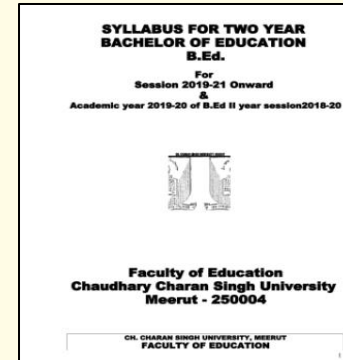 SYLLABUS FOR TWO YEAR
BACHELOR OF EDUCATION
B.Ed.
For
Session 2019-21 Onward
&
Academic year 2019-20 of B.Ed II year session2018-20
Faculty of Education
Chaudhary Charan Singh University
Meerut - 250004
CH. CHARAN SINGH UNIVERSITY, MEERUT
FACULTY OF EDUCATION